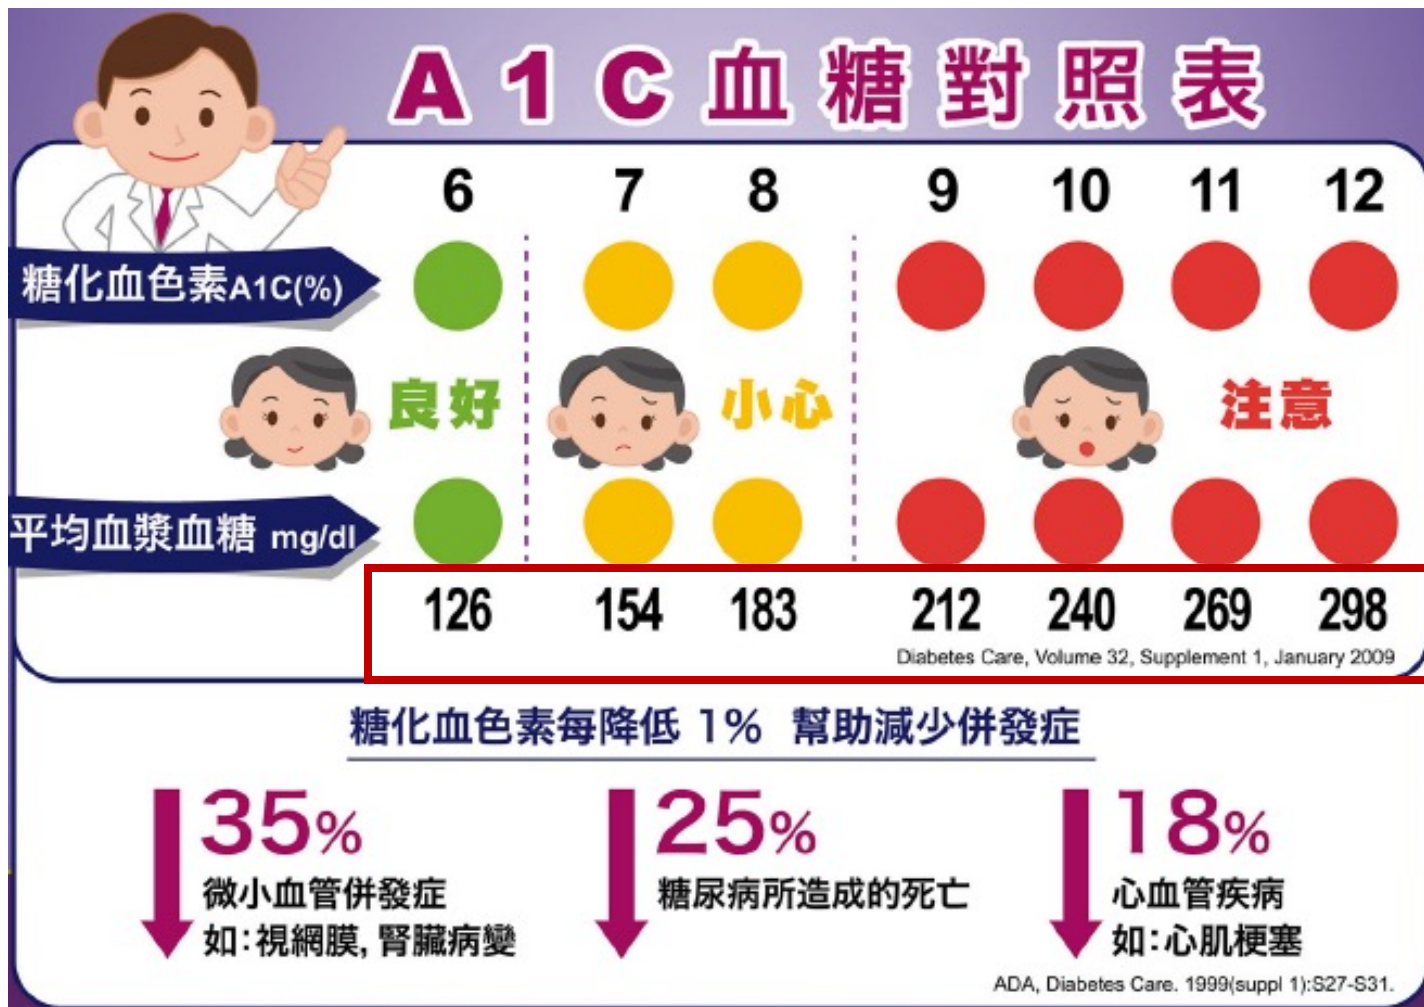 A1C血糖對照表
6 7 8 9 10 11 12
糖化血色素A1C(%)
良好 小心 注意
平均血漿血糖 mg/dl
126 154 183 212 240 269 298
Diabetes Care, Volume 32, Supplement 1, January 2009
糖化血色素每降低 1% 幫助減少併發症
35% 25% 18%
微小血管併發症 糖尿病所造成的死亡 心血管疾病
如:視網膜, 腎臟病變 如:心肌梗塞
ADA, Diabetes Care. 1999(suppl 1):S27-S31.